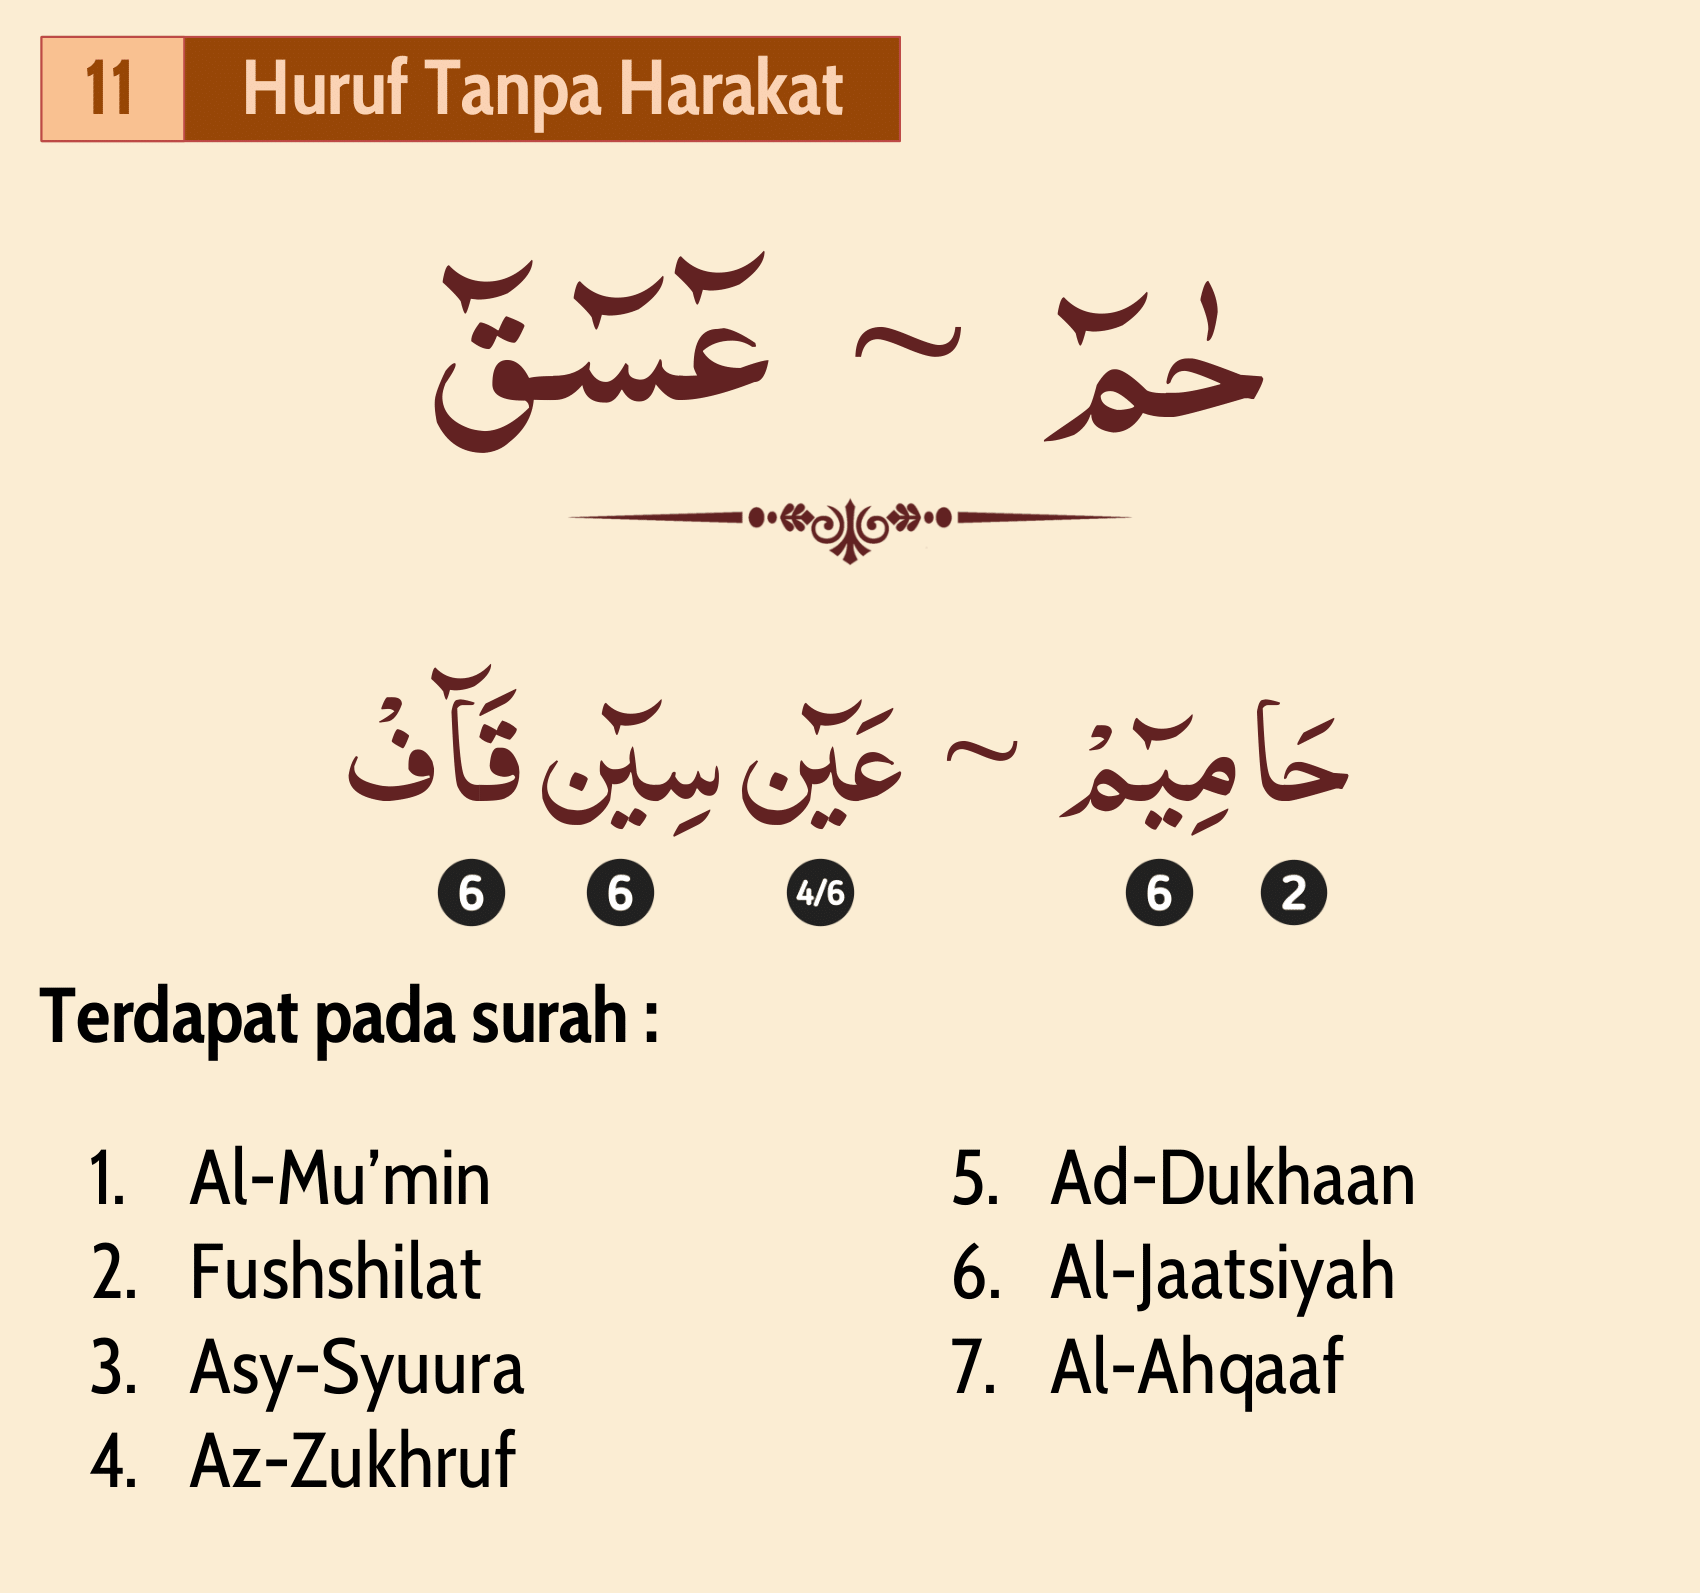 11 Huruf Tanpa Harakat
حٰمٓ ~ عٓسٓقٓ
حَا مِيٓمْ ~ عَيٓن سِيٓن قَآفْ
2 6 4/6 6 6
Terdapat pada surah :
1. Al-Mu’min
2. Fushshilat
3. Asy-Syuura
4. Az-Zukhruf
5. Ad-Dukhaan
6. Al-Jaatsiyah
7. Al-Ahqaaf